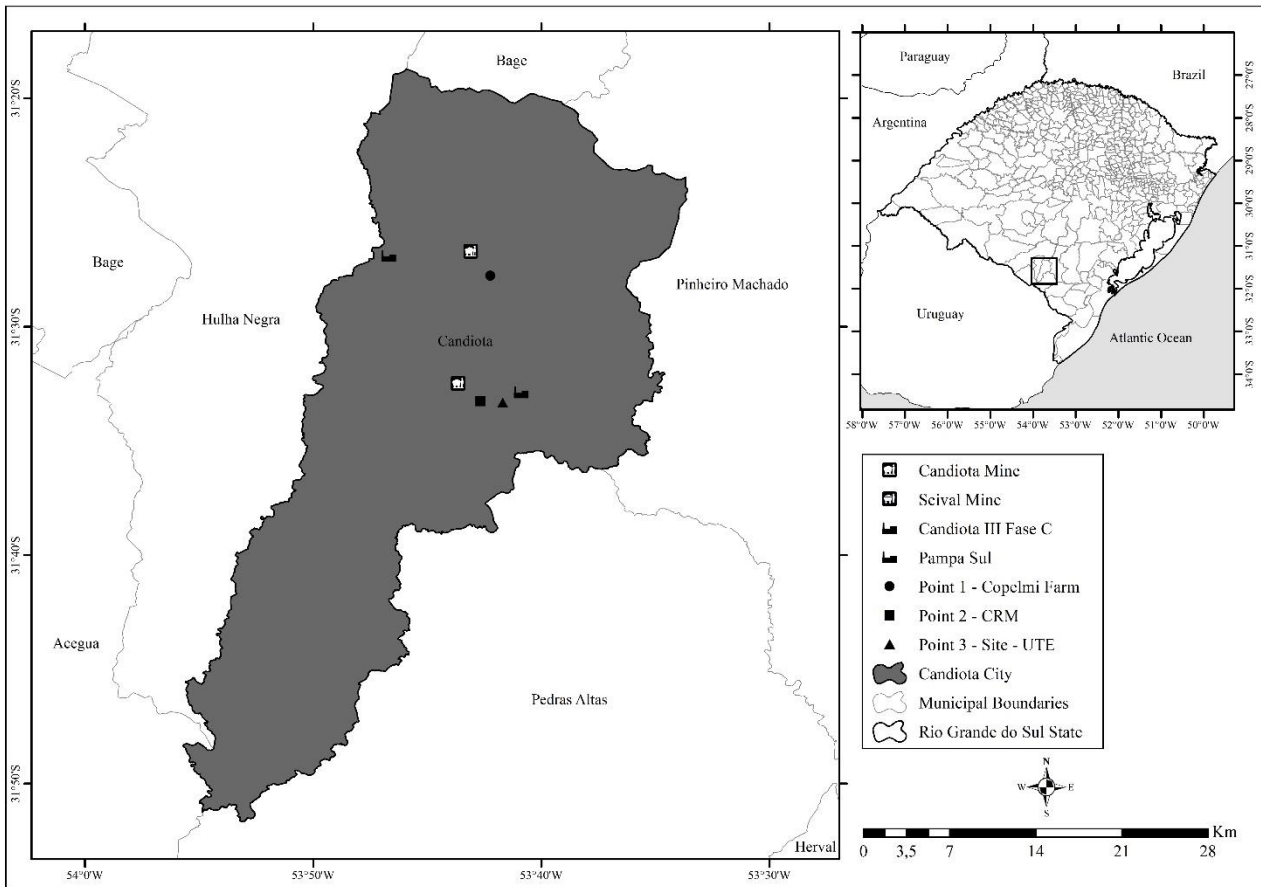 Bage
31°20'S
Bage
Hulha Negra
Pinheiro Machado
31°30'S
Candiota
31°40'S
Acegua
Pedras Altas
31°50'S
Herval
54°0'W
53°50'W
53°40'W
53°30'W
Paraguay
Brazil
Argentina
Uruguay
Atlantic Ocean
27°0'S
28°0'S
29°0'S
30°0'S
31°0'S
32°0'S
33°0'S
34°0'S
58°0'W
57°0'W
56°0'W
55°0'W
54°0'W
53°0'W
52°0'W
51°0'W
50°0'W
Candiota Mine
Seival Mine
Candiota III Fase C
Pampa Sul
Point 1 - Copelmi Farm
Point 2 - CRM
Point 3 - Site - UTE
Candiota City
Municipal Boundaries
Rio Grande do Sul State
N
W E
S
Km
0 3,5 7 14 21 28